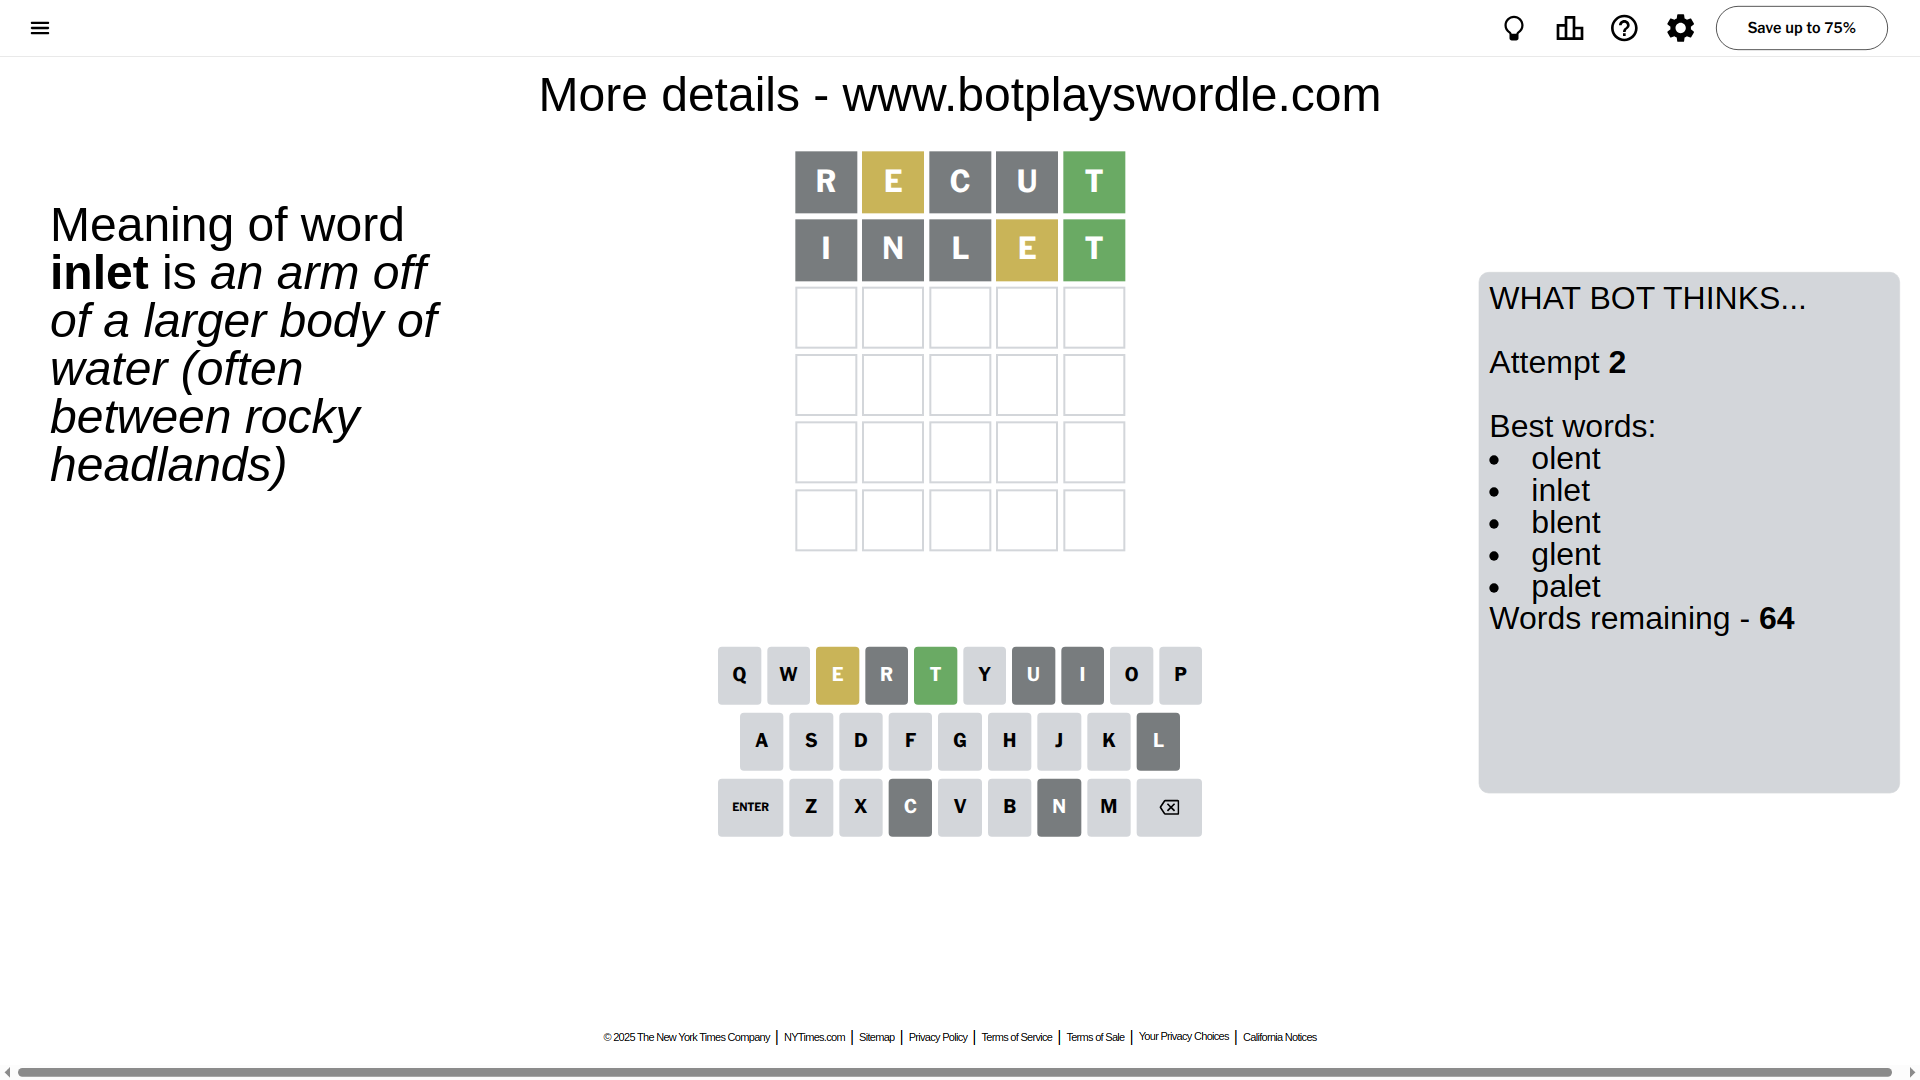 Save up to 75%
More details - www.botplayswordle.com
Meaning of word
inlet is an arm off
of a larger body of
water (often
between rocky
headlands)
R E C U T
I N L E T
WHAT BOT THINKS...
Attempt 2
Best words:
• olent
• inlet
• blent
• glent
• palet
Words remaining - 64
Q W E R T Y U I O P
A S D F G H J K L
ENTER Z X C V B N M
© 2025 The New York Times Company | NYTimes.com | Sitemap | Privacy Policy | Terms of Service | Terms of Sale | Your Privacy Choices | California Notices